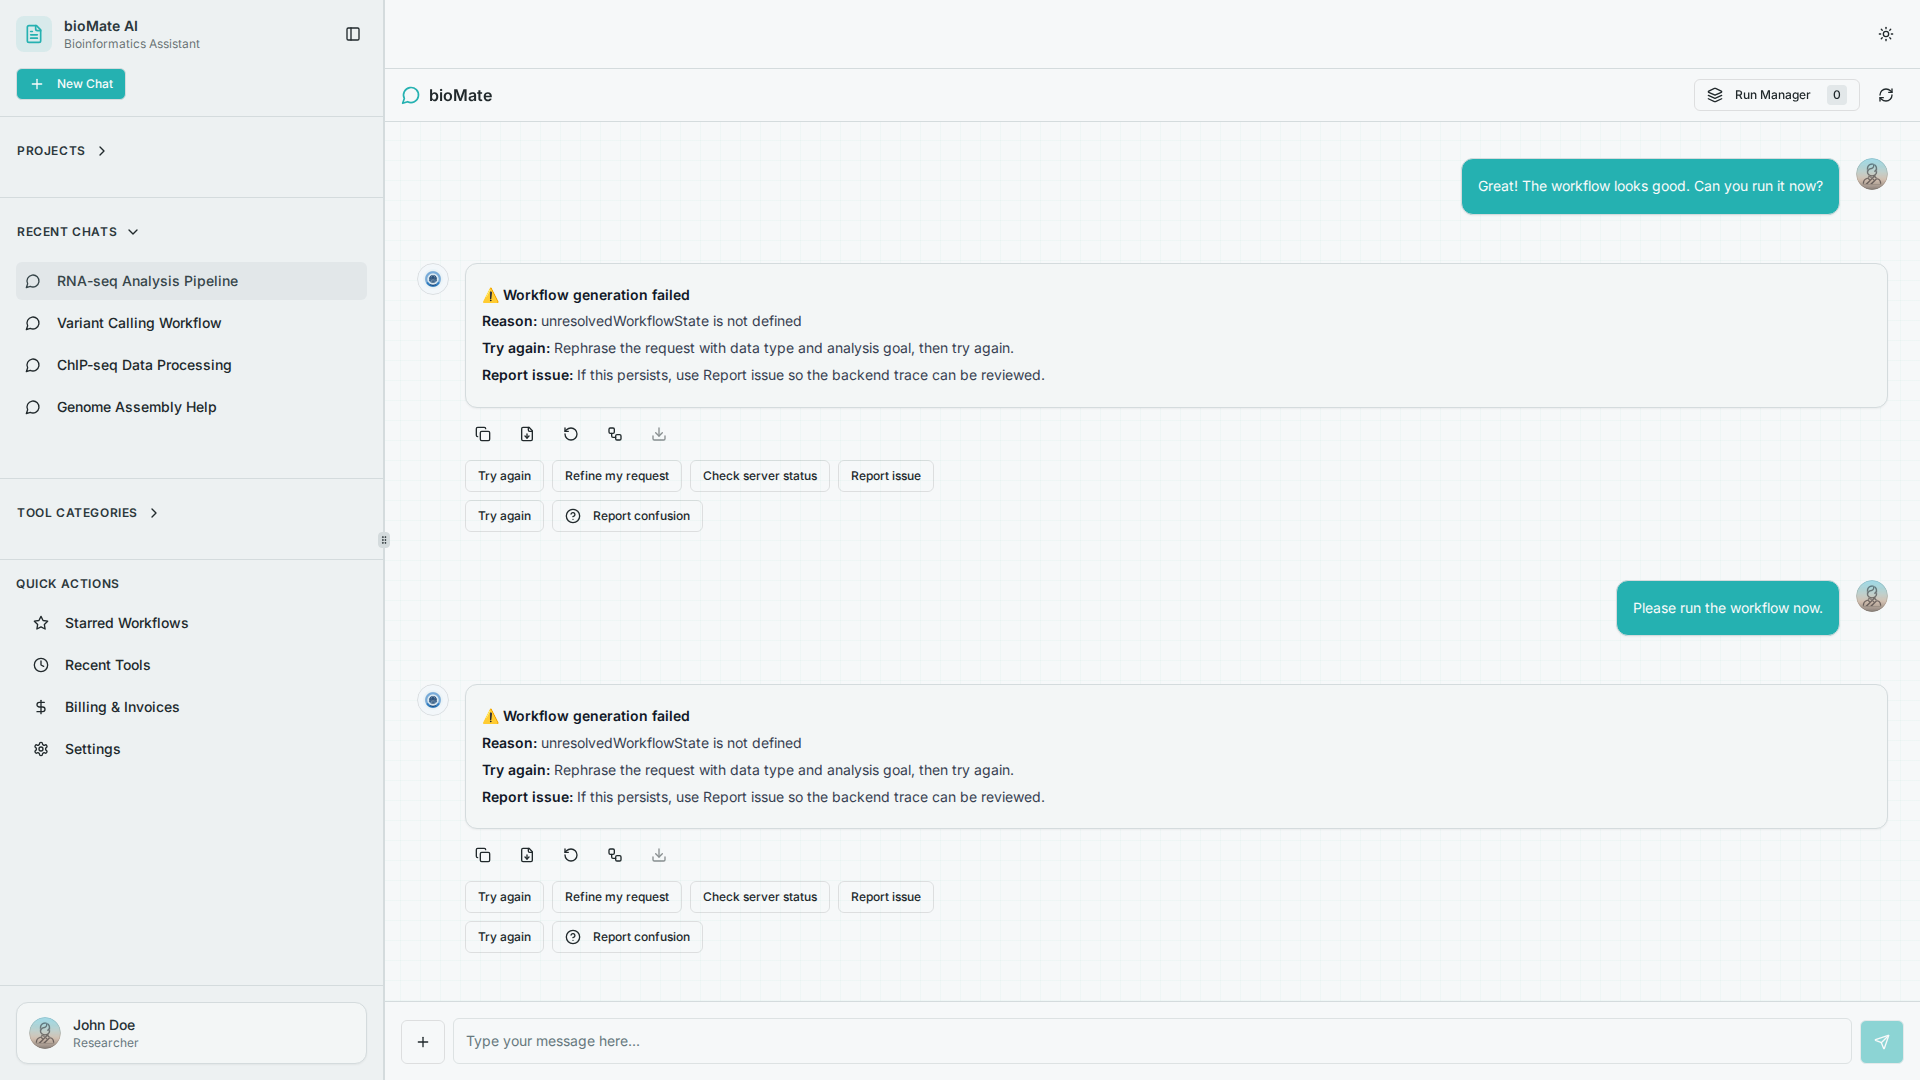 bioMate AI
Bioinformatics Assistant
New Chat
PROJECTS
RECENT CHATS
RNA-seq Analysis Pipeline
Variant Calling Workflow
ChIP-seq Data Processing
Genome Assembly Help
TOOL CATEGORIES
QUICK ACTIONS
Starred Workflows
Recent Tools
Billing & Invoices
Settings
John Doe
Researcher
bioMate
Run Manager 0
Great! The workflow looks good. Can you run it now?
⚠️ Workflow generation failed
Reason: unresolvedWorkflowState is not defined
Try again: Rephrase the request with data type and analysis goal, then try again.
Report issue: If this persists, use Report issue so the backend trace can be reviewed.
Try again Refine my request Check server status Report issue
Try again Report confusion
Please run the workflow now.
⚠️ Workflow generation failed
Reason: unresolvedWorkflowState is not defined
Try again: Rephrase the request with data type and analysis goal, then try again.
Report issue: If this persists, use Report issue so the backend trace can be reviewed.
Try again Refine my request Check server status Report issue
Try again Report confusion
Type your message here...